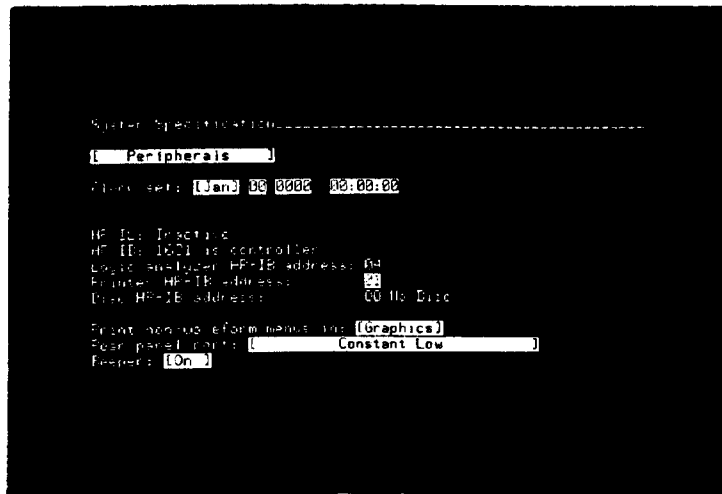 System Specification
[ Peripherals ]
Clock set: [Jan] 00 0000 00:00:00
HP-IL: Inactive
HP-IB: 1631 is controller
Logic analyzer HP-IB address: 04
Printer HP-IB address: 01
Disc HP-IB address: 00 No Disc
Print non-waveform menus in: [Graphics]
Rear panel port: [ Constant Low ]
Beeper: [On ]